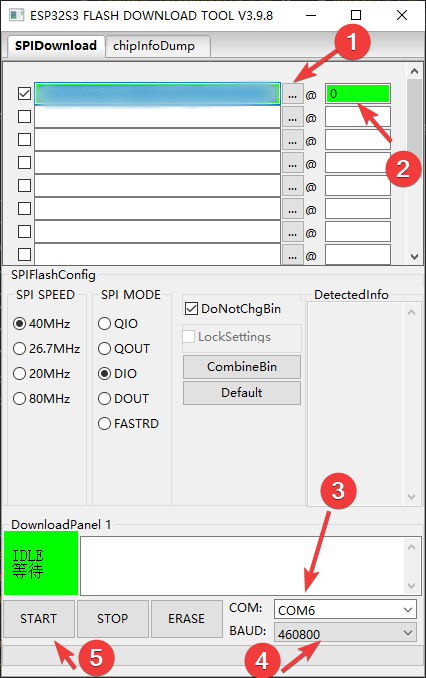 ESP32S3 FLASH DOWNLOAD TOOL V3.9.8
SPIDownload chipInfoDump
1
... @ 0
2
... @
... @
... @
... @
... @
... @
... @
SPIFlashConfig
SPI SPEED
40MHz
26.7MHz
20MHz
80MHz
SPI MODE
QIO
QOUT
DIO
DOUT
FASTRD
DoNotChgBin
LockSettings
CombineBin
Default
DetectedInfo
3
DownloadPanel 1
IDLE
等待
START STOP ERASE
COM: COM6
BAUD: 460800
5
4